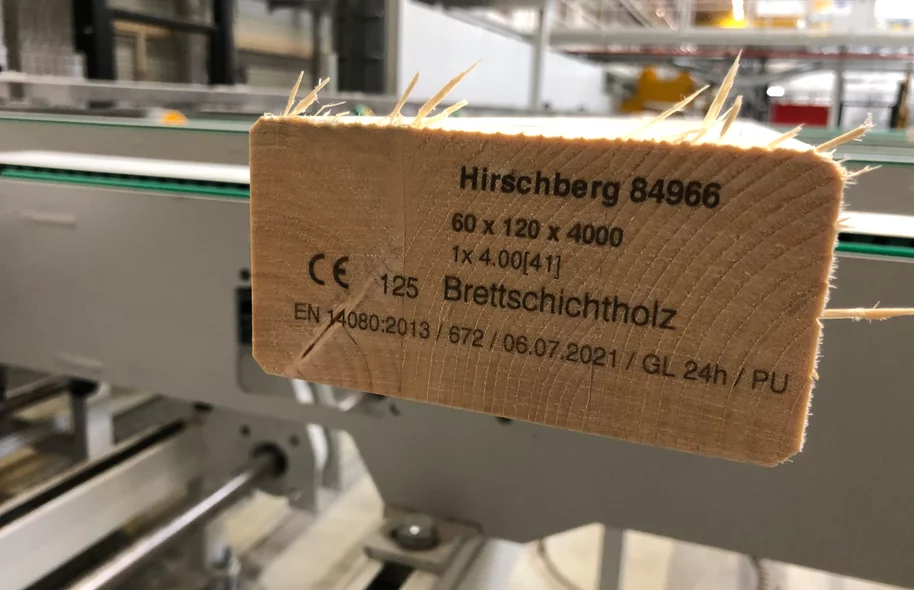 Hirschberg 84966
60 x 120 x 4000
1x 4.00[41]
CE 125 Brettschichtholz
EN 14080:2013 / 672 / 06.07.2021 / GL 24h / PU